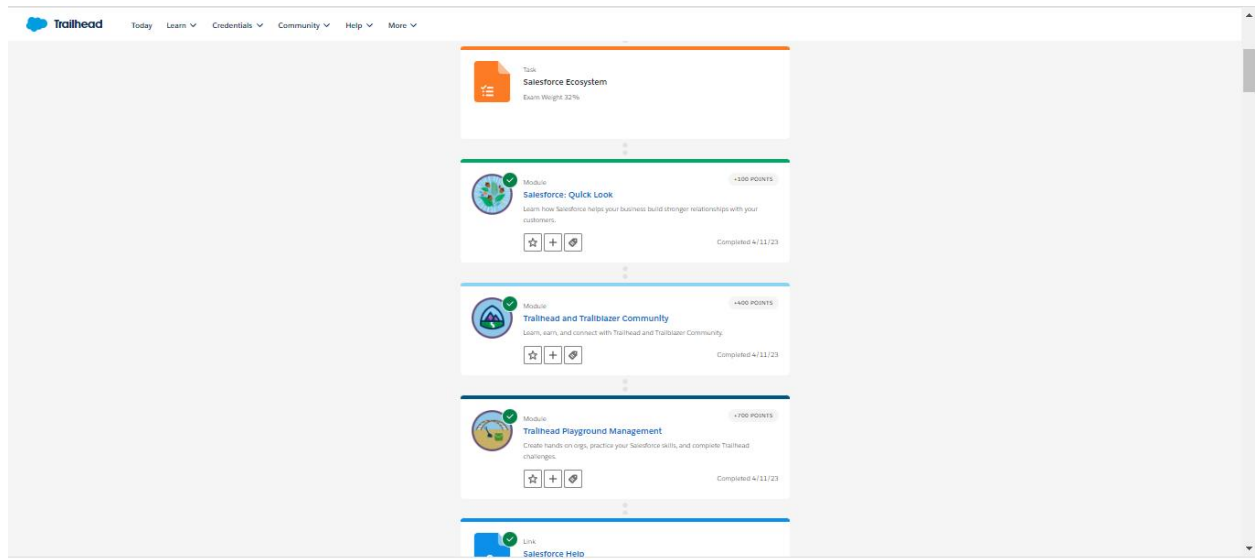 Trailhead
Today Learn Credentials Community Help More
Task
Salesforce Ecosystem
Exam Weight 32%
Module
+100 POINTS
Salesforce: Quick Look
Learn how Salesforce helps your business build stronger relationships with your
customers.
Completed 4/11/23
Module
+400 POINTS
Trailhead and Trailblazer Community
Learn, earn, and connect with Trailhead and Trailblazer Community.
Completed 4/11/23
Module
+700 POINTS
Trailhead Playground Management
Create hands on orgs, practice your Salesforce skills, and complete Trailhead
challenges.
Completed 4/11/23
Link
Salesforce Help